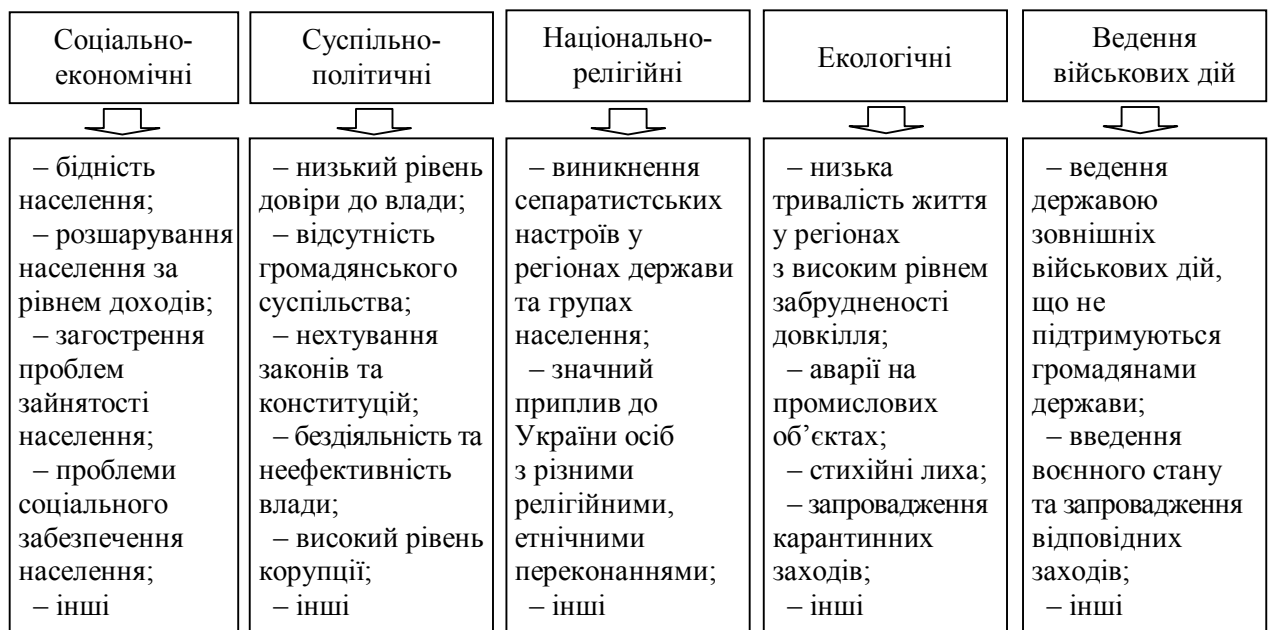 Соціально-
економічні
Суспільно-
політичні
Національно-
релігійні
Екологічні
Ведення
військових дій
– бідність
населення;
– розшарування
населення за
рівнем доходів;
– загострення
проблем
зайнятості
населення;
– проблеми
соціального
забезпечення
населення;
– інші
– низький рівень
довіри до влади;
– відсутність
громадянського
суспільства;
– нехтування
законів та
конституцій;
– бездіяльність та
неефективність
влади;
– високий рівень
корупції;
– інші
– виникнення
сепаратистських
настроїв у
регіонах держави
та групах
населення;
– значний
приплив до
України осіб
з різними
релігійними,
етнічними
переконаннями;
– інші
– низька
тривалість життя
у регіонах
з високим рівнем
забрудненості
довкілля;
– аварії на
промислових
об’єктах;
– стихійні лиха;
– запровадження
карантинних
заходів;
– інші
– ведення
державою
зовнішніх
військових дій,
що не
підтримуються
громадянами
держави;
– введення
воєнного стану
та запровадження
відповідних
заходів;
– інші